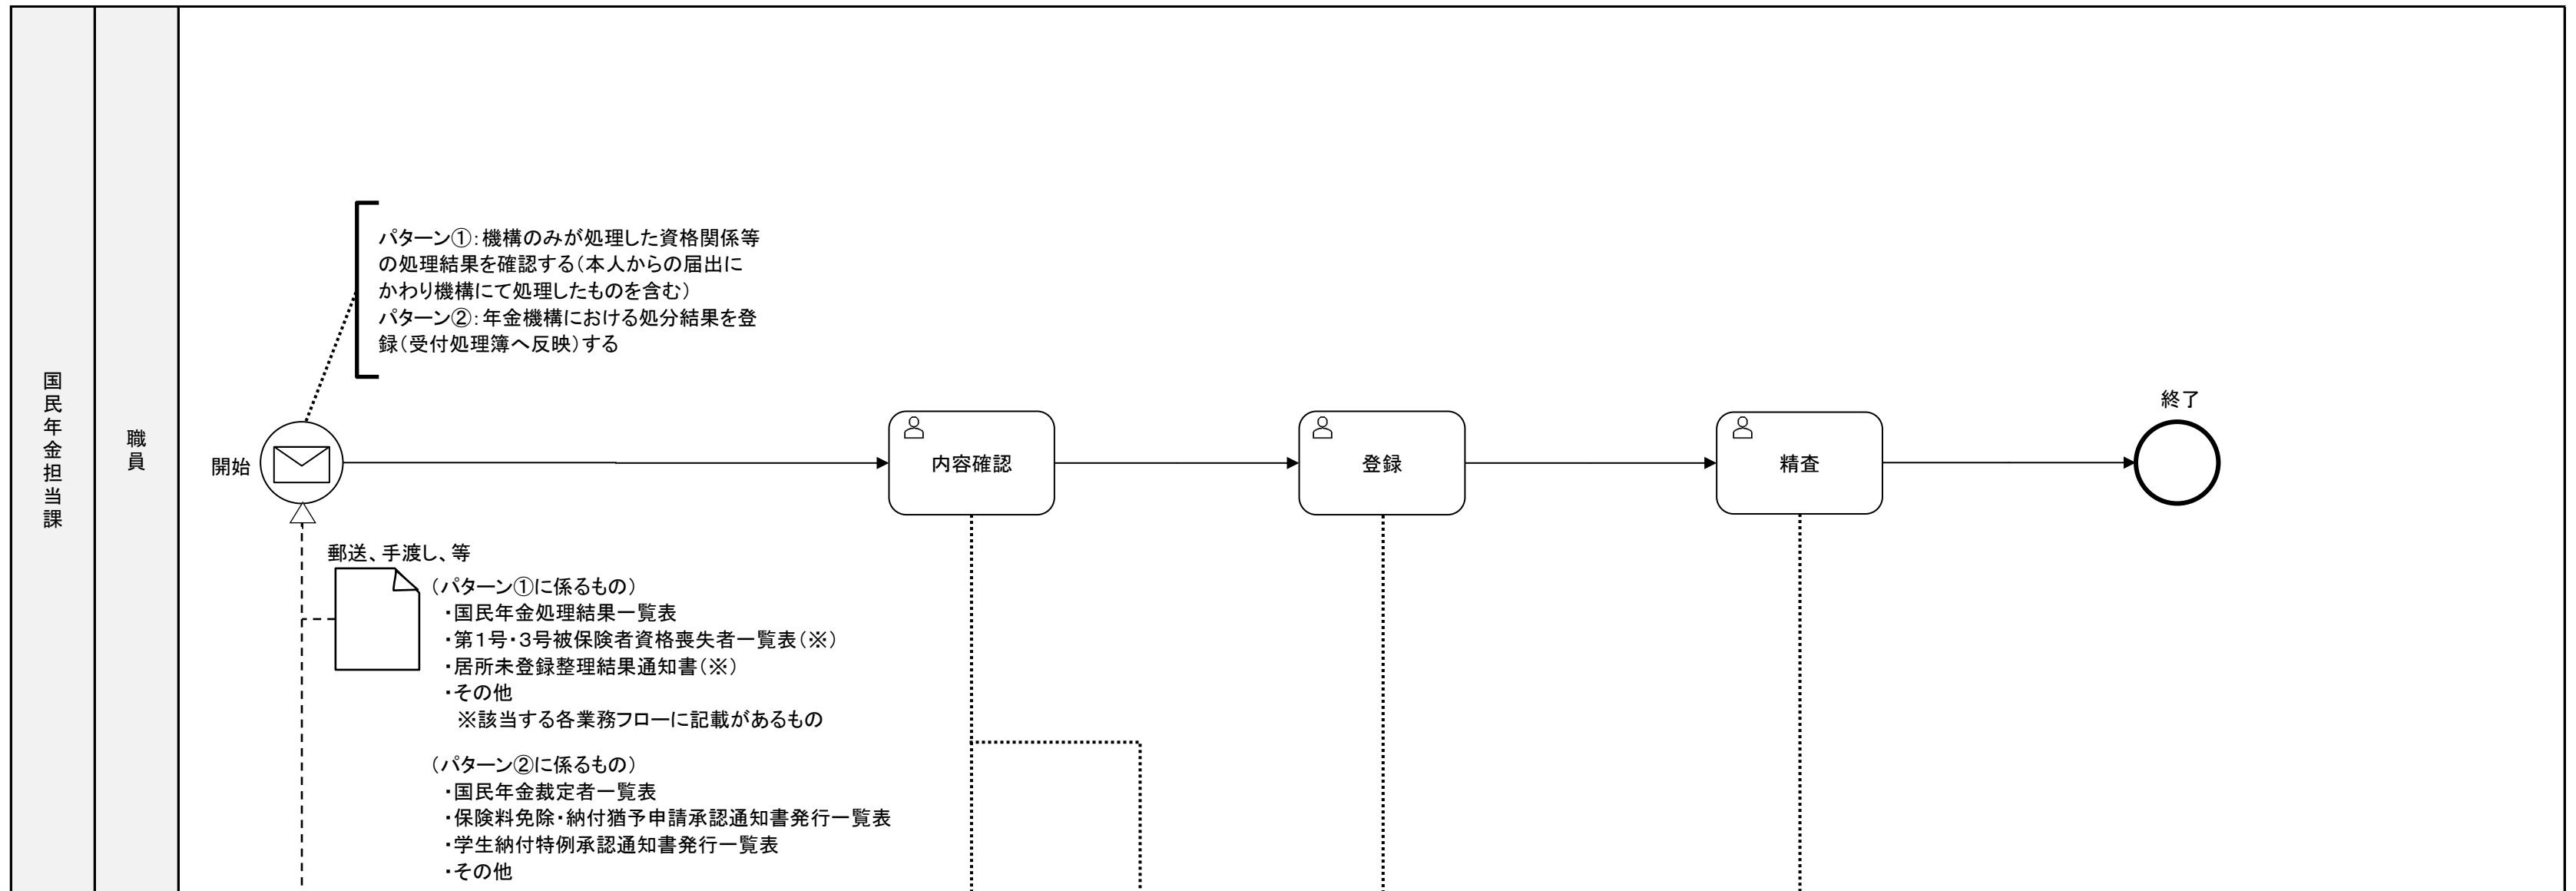 国民年金担当課
職員
パターン①:機構のみが処理した資格関係等
の処理結果を確認する(本人からの届出に
かわり機構にて処理したものを含む)
パターン②:年金機構における処分結果を登
録(受付処理簿へ反映)する
開始
内容確認
登録
精査
終了
郵送、手渡し、等
(パターン①に係るもの)
・国民年金処理結果一覧表
・第1号・3号被保険者資格喪失者一覧表(※)
・居所未登録整理結果通知書(※)
・その他
※該当する各業務フローに記載があるもの
(パターン②に係るもの)
・国民年金裁定者一覧表
・保険料免除・納付猶予申請承認通知書発行一覧表
・学生納付特例承認通知書発行一覧表
・その他